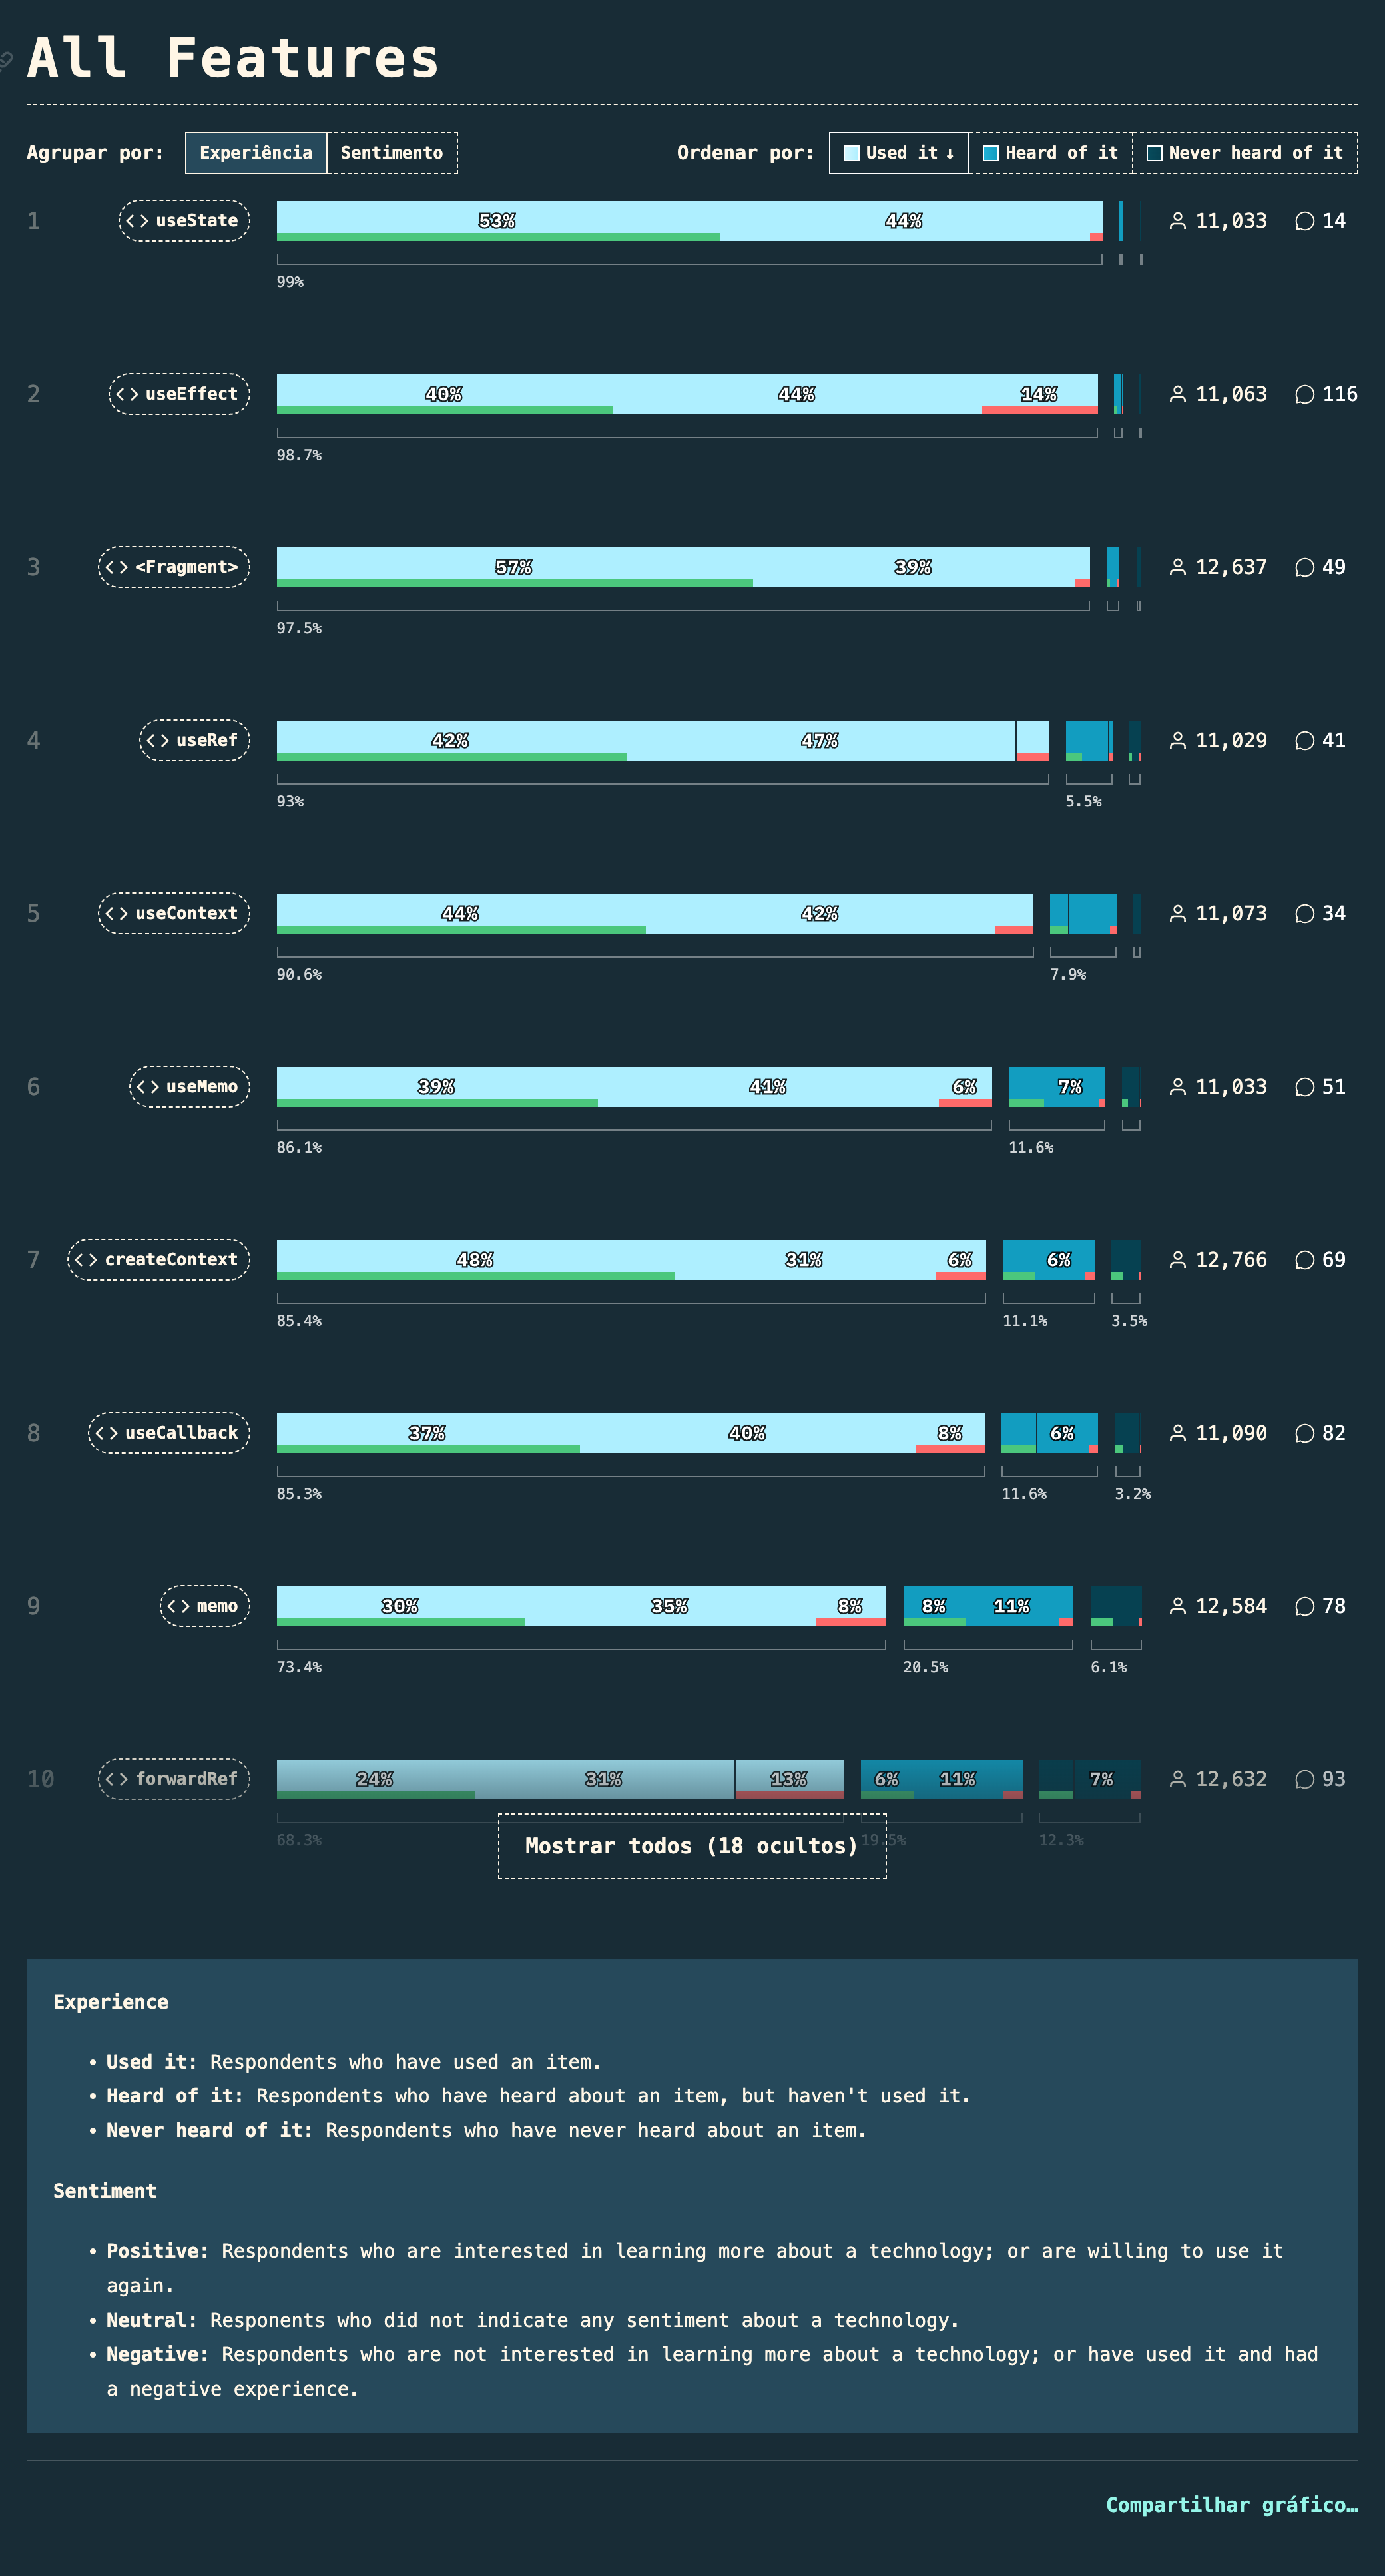 All Features
Agrupar por: Experiência Sentimento Ordenar por: Used it ↓ Heard of it Never heard of it
1 <> useState 53% 44% 11,033 14
99%
2 <> useEffect 40% 44% 14% 11,063 116
98.7%
3 <> <Fragment> 57% 39% 12,637 49
97.5%
4 <> useRef 42% 47% 11,029 41
93% 5.5%
5 <> useContext 44% 42% 11,073 34
90.6% 7.9%
6 <> useMemo 39% 41% 6% 7% 11,033 51
86.1% 11.6%
7 <> createContext 48% 31% 6% 6% 12,766 69
85.4% 11.1% 3.5%
8 <> useCallback 37% 40% 8% 6% 11,090 82
85.3% 11.6% 3.2%
9 <> memo 30% 35% 8% 8% 11% 12,584 78
73.4% 20.5% 6.1%
10 <> forwardRef 24% 31% 13% 6% 11% 7% 12,632 93
68.3% 19.5% 12.3%
Mostrar todos (18 ocultos)
Experience
• Used it: Respondents who have used an item.
• Heard of it: Respondents who have heard about an item, but haven't used it.
• Never heard of it: Respondents who have never heard about an item.
Sentiment
• Positive: Respondents who are interested in learning more about a technology; or are willing to use it
again.
• Neutral: Responents who did not indicate any sentiment about a technology.
• Negative: Respondents who are not interested in learning more about a technology; or have used it and had
a negative experience.
Compartilhar gráfico…